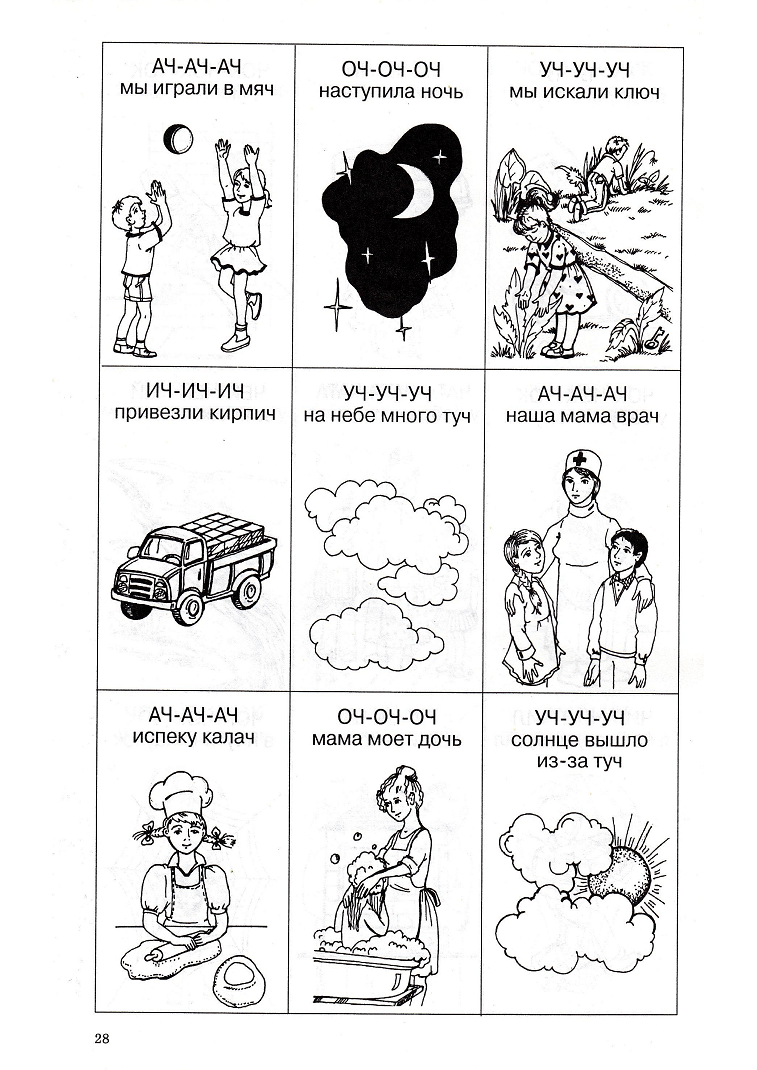 АЧ-АЧ-АЧ
мы играли в мяч
ОЧ-ОЧ-ОЧ
наступила ночь
УЧ-УЧ-УЧ
мы искали ключ
ИЧ-ИЧ-ИЧ
привезли кирпич
УЧ-УЧ-УЧ
на небе много туч
АЧ-АЧ-АЧ
наша мама врач
АЧ-АЧ-АЧ
испеку калач
ОЧ-ОЧ-ОЧ
мама моет дочь
УЧ-УЧ-УЧ
солнце вышло
из-за туч
28